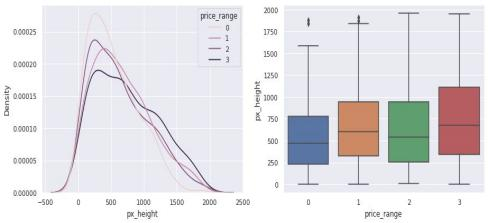 price_range
0
1
2
3
0.00025
0.00020
0.00015
0.00010
0.00005
0.00000
Density
−500 0 500 1000 1500 2000 2500
px_height
2000
1750
1500
1250
1000
750
500
250
0
px_height
0 1 2 3
price_range